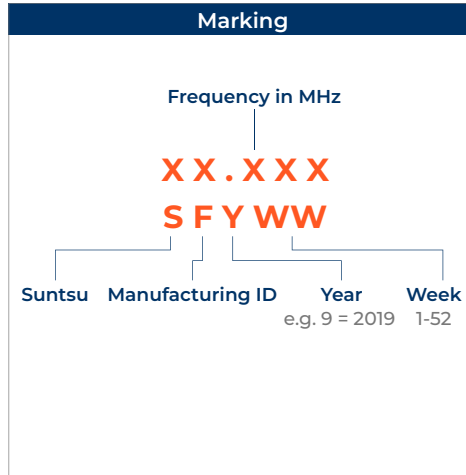 Marking
Frequency in MHz
XX.XXX
SFYWW
Suntsu Manufacturing ID Year Week
e.g. 9 = 2019 1-52